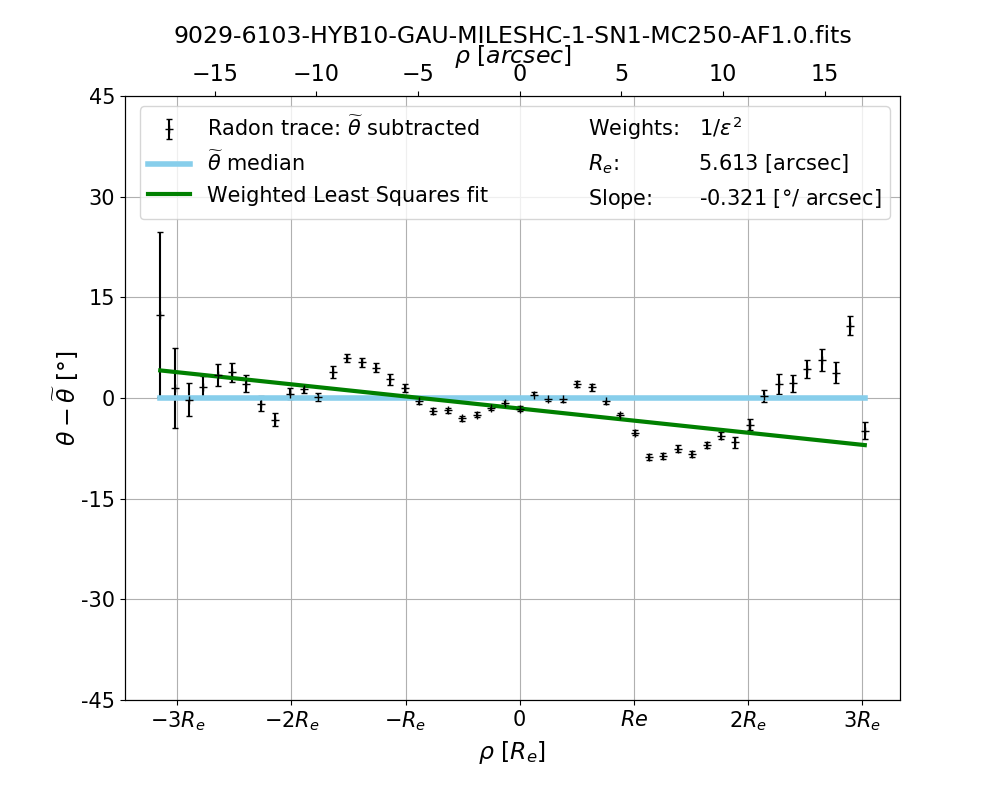 9029-6103-HYB10-GAU-MILESHC-1-SN1-MC250-AF1.0.fits
ρ [arcsec]
−15 −10 −5 0 5 10 15
Radon trace: θ̃ subtracted
θ̃ median
Weighted Least Squares fit
Weights: 1/ε²
Rₑ: 5.613 [arcsec]
Slope: -0.321 [°/ arcsec]
45
30
15
0
-15
-30
-45
θ − θ̃ [°]
−3Rₑ −2Rₑ −Rₑ 0 Re 2Rₑ 3Rₑ
ρ [Rₑ]